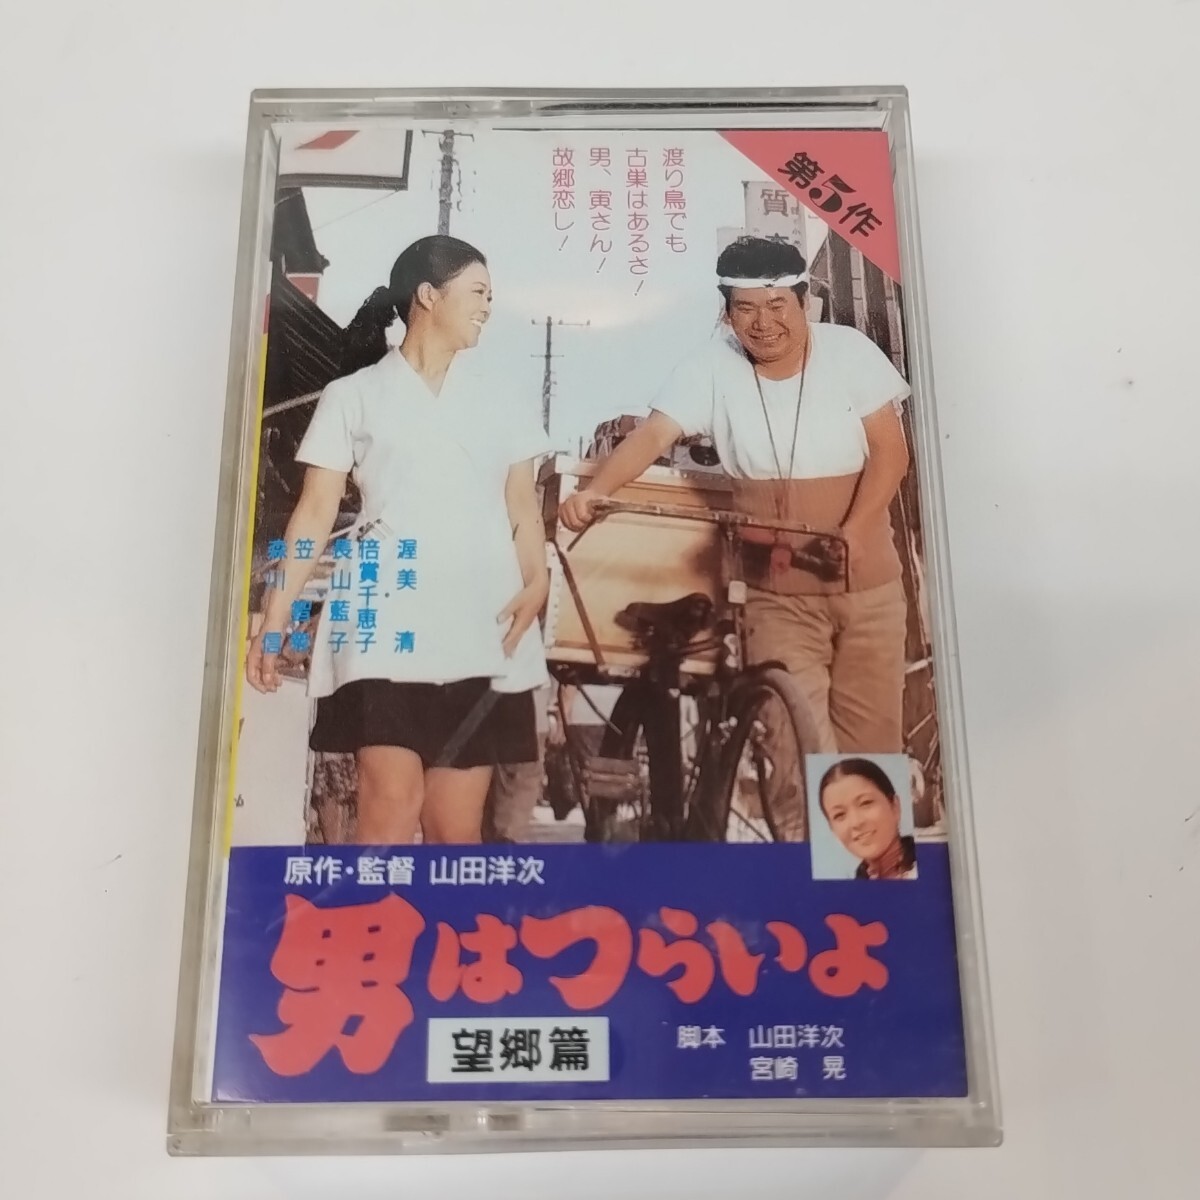 第5作
渡り鳥でも
古巣はあるさ！
男、寅さん！
故郷恋し！
質
渥美 清
倍賞千恵子
長山藍子
笠 智衆
森川 信
原作・監督 山田洋次
男はつらいよ
望郷篇
脚本 山田洋次
宮崎 晃